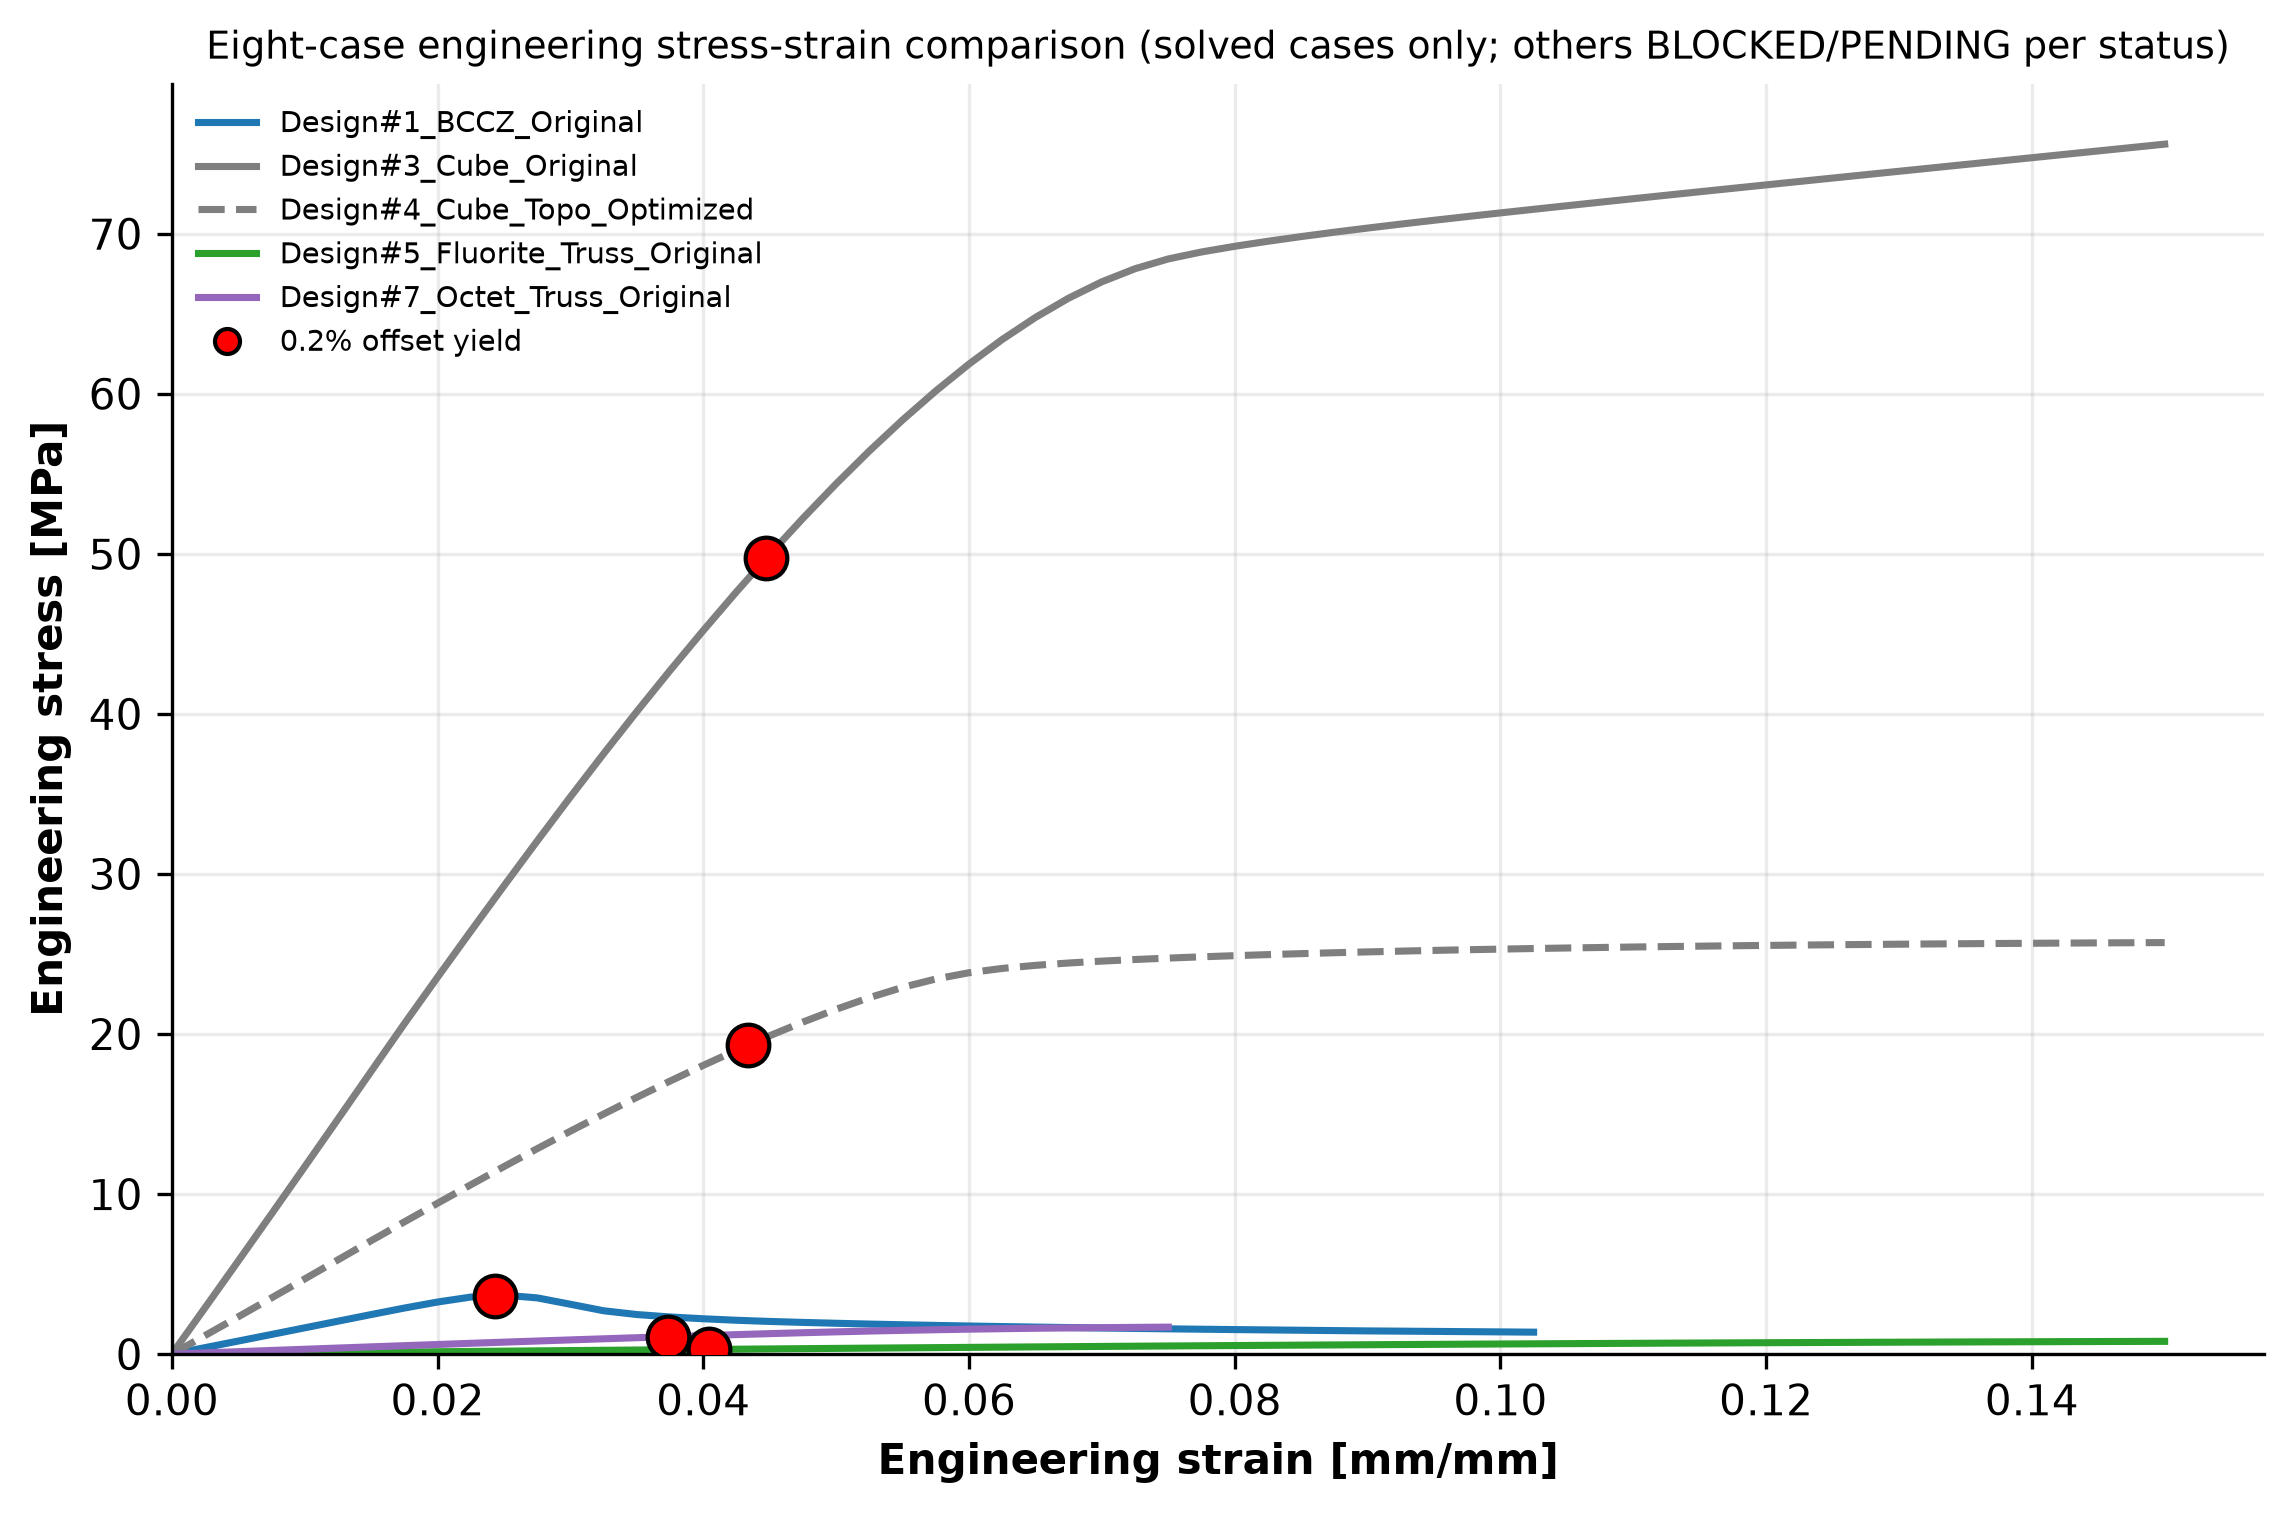 Eight-case engineering stress-strain comparison (solved cases only; others BLOCKED/PENDING per status)
Design#1_BCCZ_Original
Design#3_Cube_Original
Design#4_Cube_Topo_Optimized
Design#5_Fluorite_Truss_Original
Design#7_Octet_Truss_Original
0.2% offset yield
Engineering stress [MPa]
70
60
50
40
30
20
10
0
0.00 0.02 0.04 0.06 0.08 0.10 0.12 0.14
Engineering strain [mm/mm]